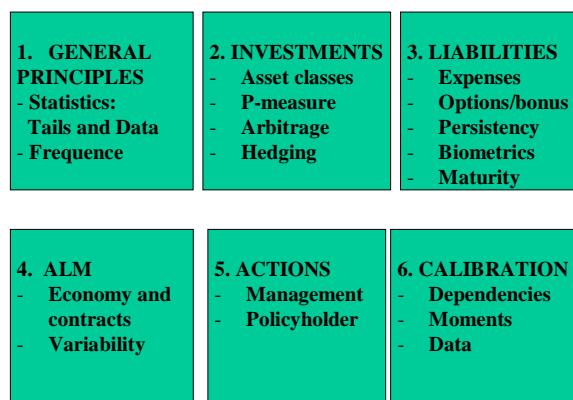 1. GENERAL
PRINCIPLES
- Statistics:
Tails and Data
- Frequence
2. INVESTMENTS
- Asset classes
- P-measure
- Arbitrage
- Hedging
3. LIABILITIES
- Expenses
- Options/bonus
- Persistency
- Biometrics
- Maturity
4. ALM
- Economy and
contracts
- Variability
5. ACTIONS
- Management
- Policyholder
6. CALIBRATION
- Dependencies
- Moments
- Data